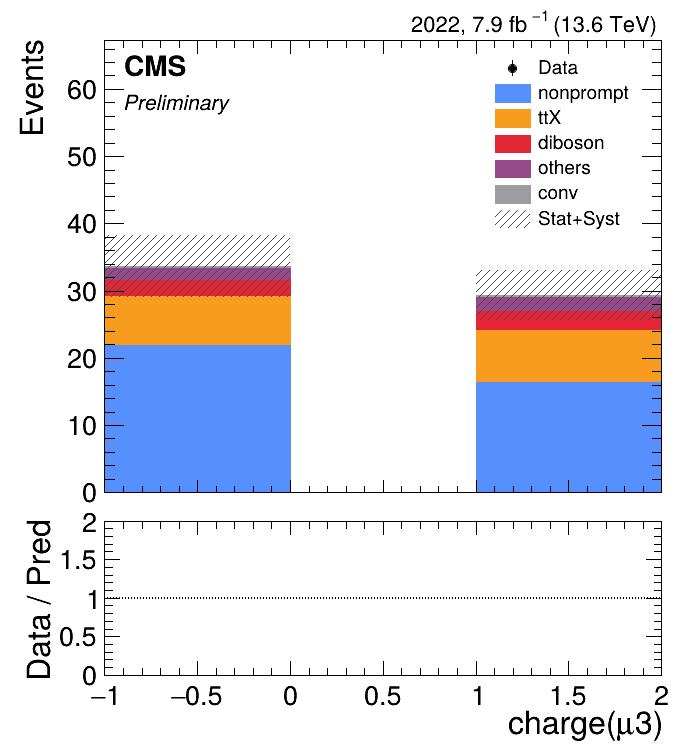 2022, 7.9 fb⁻¹ (13.6 TeV)
CMS
Preliminary
Data
nonprompt
ttX
diboson
others
conv
Stat+Syst
Events
60
50
40
30
20
10
0
Data / Pred
2
1.5
1
0.5
0
−1 −0.5 0 0.5 1 1.5 2
charge(μ3)